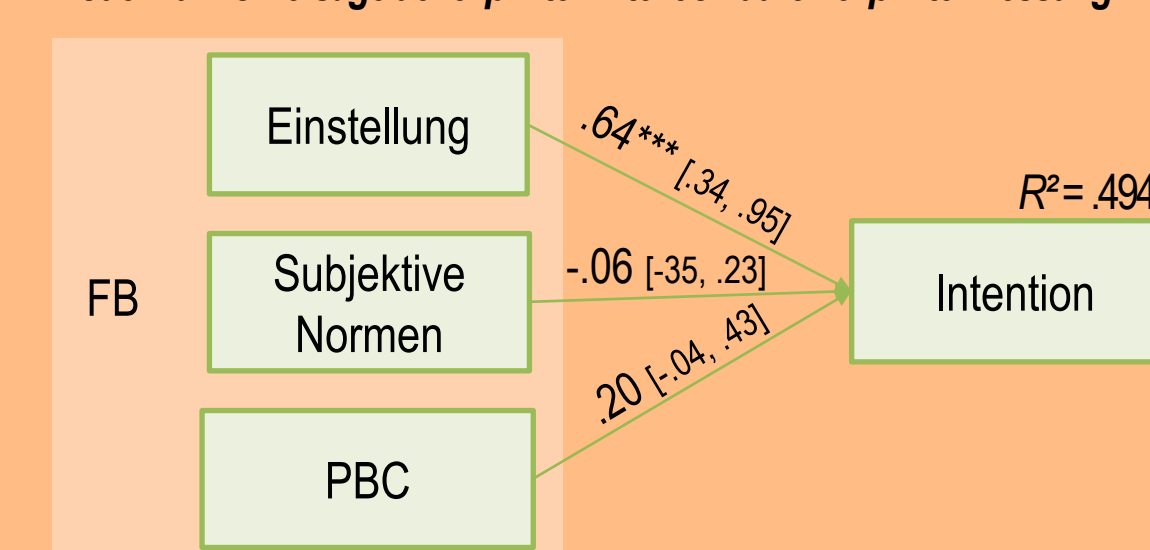 Einstellung
.64*** [.34, .95]
R² = .494
Subjektive
Normen
-.06 [-35, .23]
FB
Intention
.20 [-.04, .43]
PBC